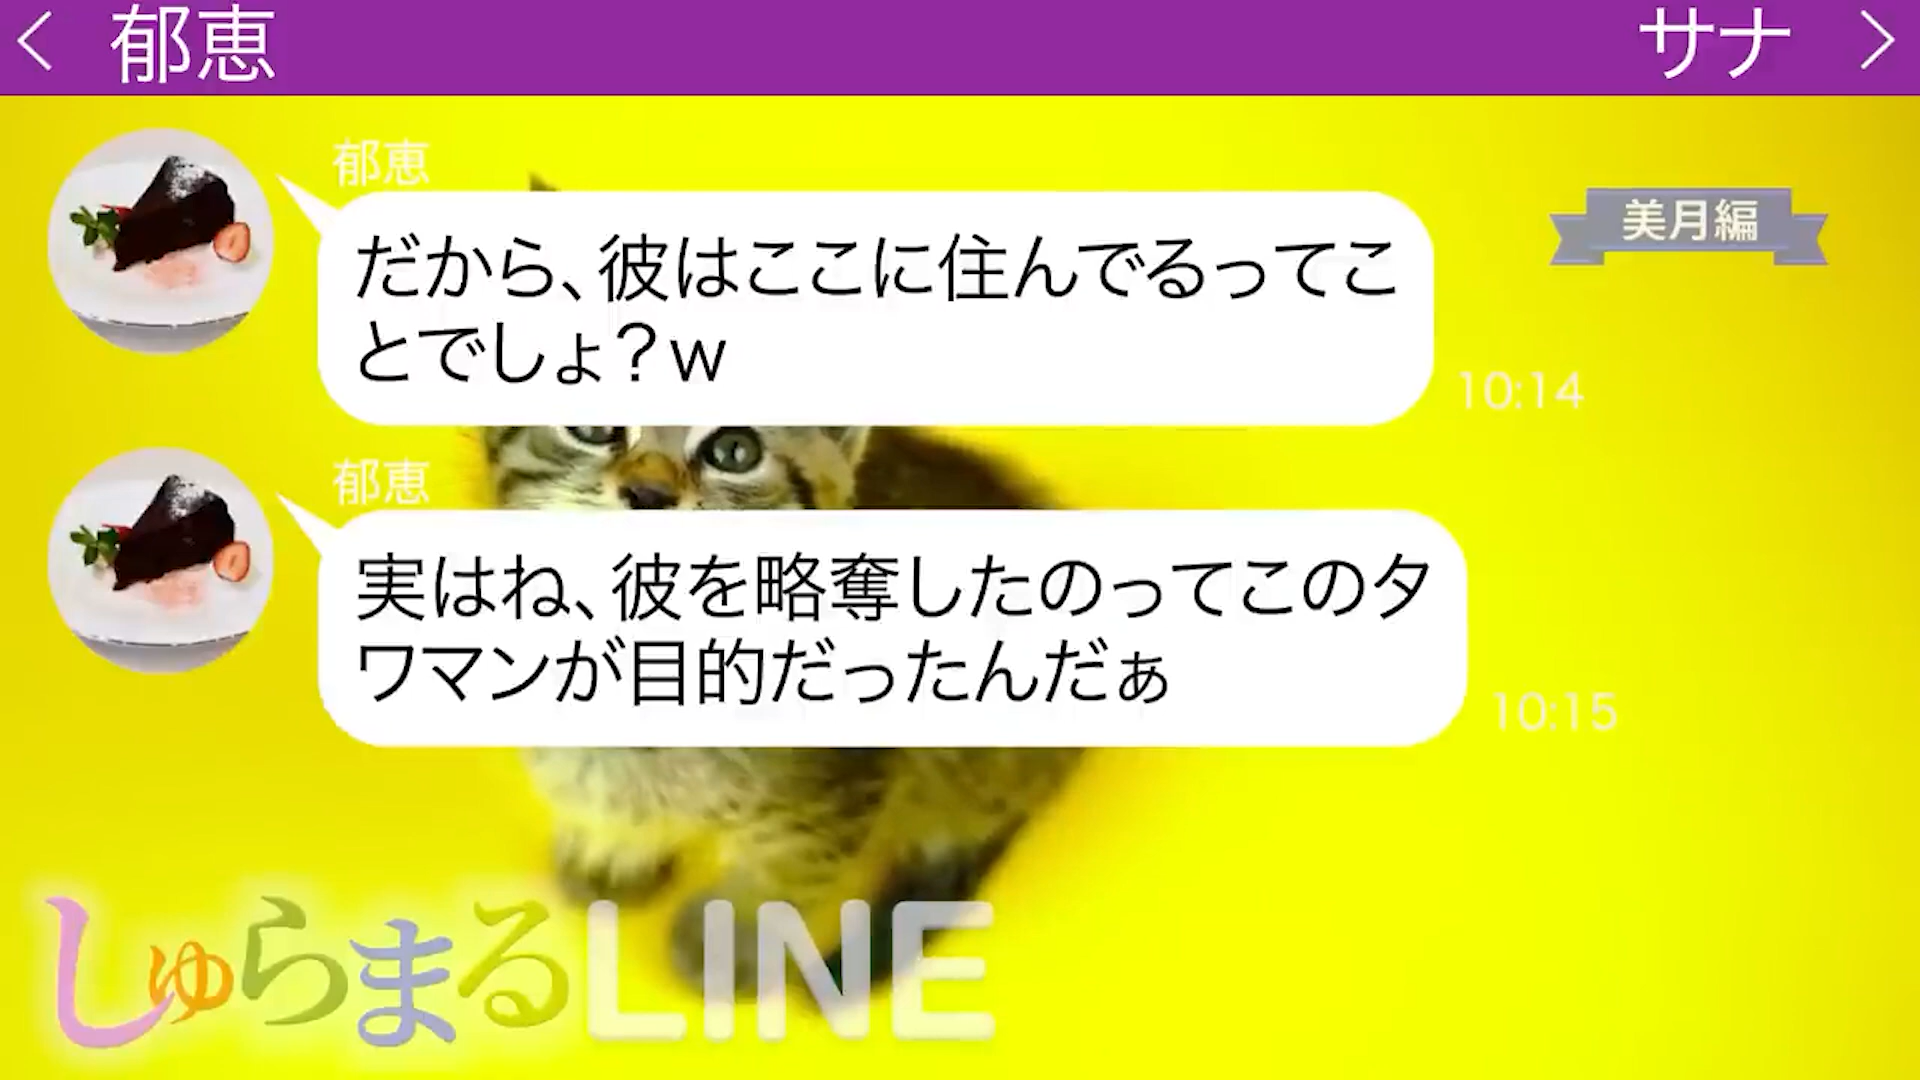 郁恵
サナ
郁恵
美月編
だから、彼はここに住んでるってこ
とでしょ？w
10:14
郁恵
実はね、彼を略奪したのってこのタ
ワマンが目的だったんだぁ
10:15
しゅらまるLINE